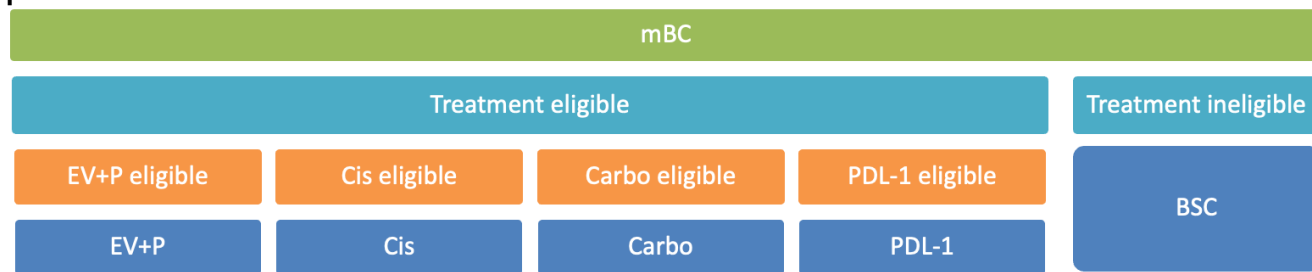 mBC
Treatment eligible
Treatment ineligible
EV+P eligible
Cis eligible
Carbo eligible
PDL-1 eligible
BSC
EV+P
Cis
Carbo
PDL-1